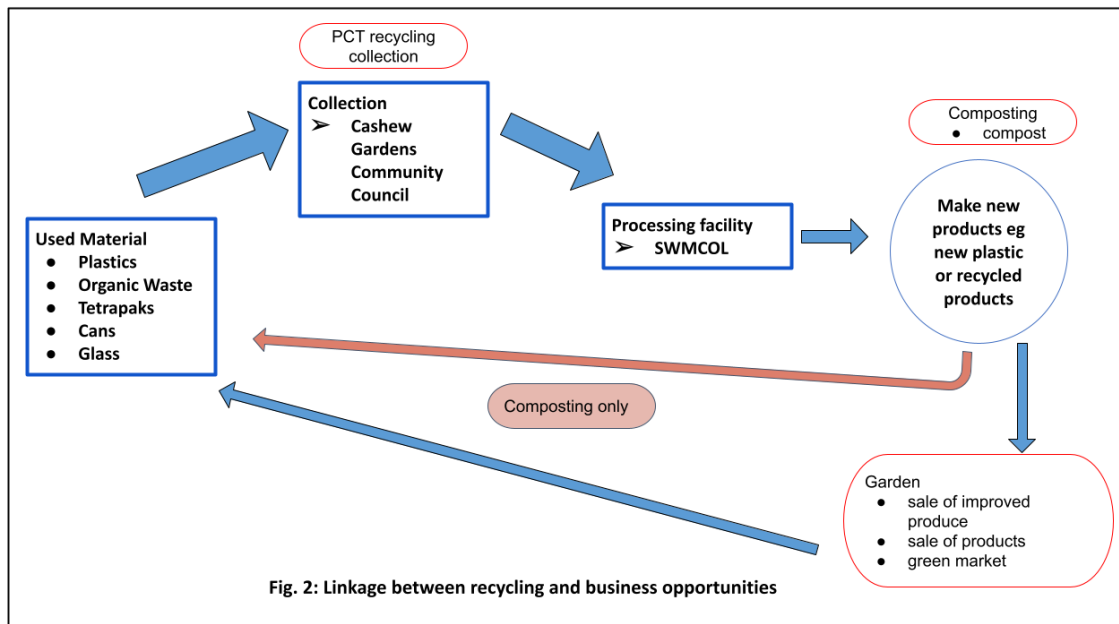 PCT recycling
collection
Collection
➢ Cashew
Gardens
Community
Council
Composting
● compost
Make new
products eg
new plastic
or recycled
products
Processing facility
➢ SWMCOL
Used Material
● Plastics
● Organic Waste
● Tetrapaks
● Cans
● Glass
Composting only
Garden
● sale of improved
produce
● sale of products
● green market
Fig. 2: Linkage between recycling and business opportunities